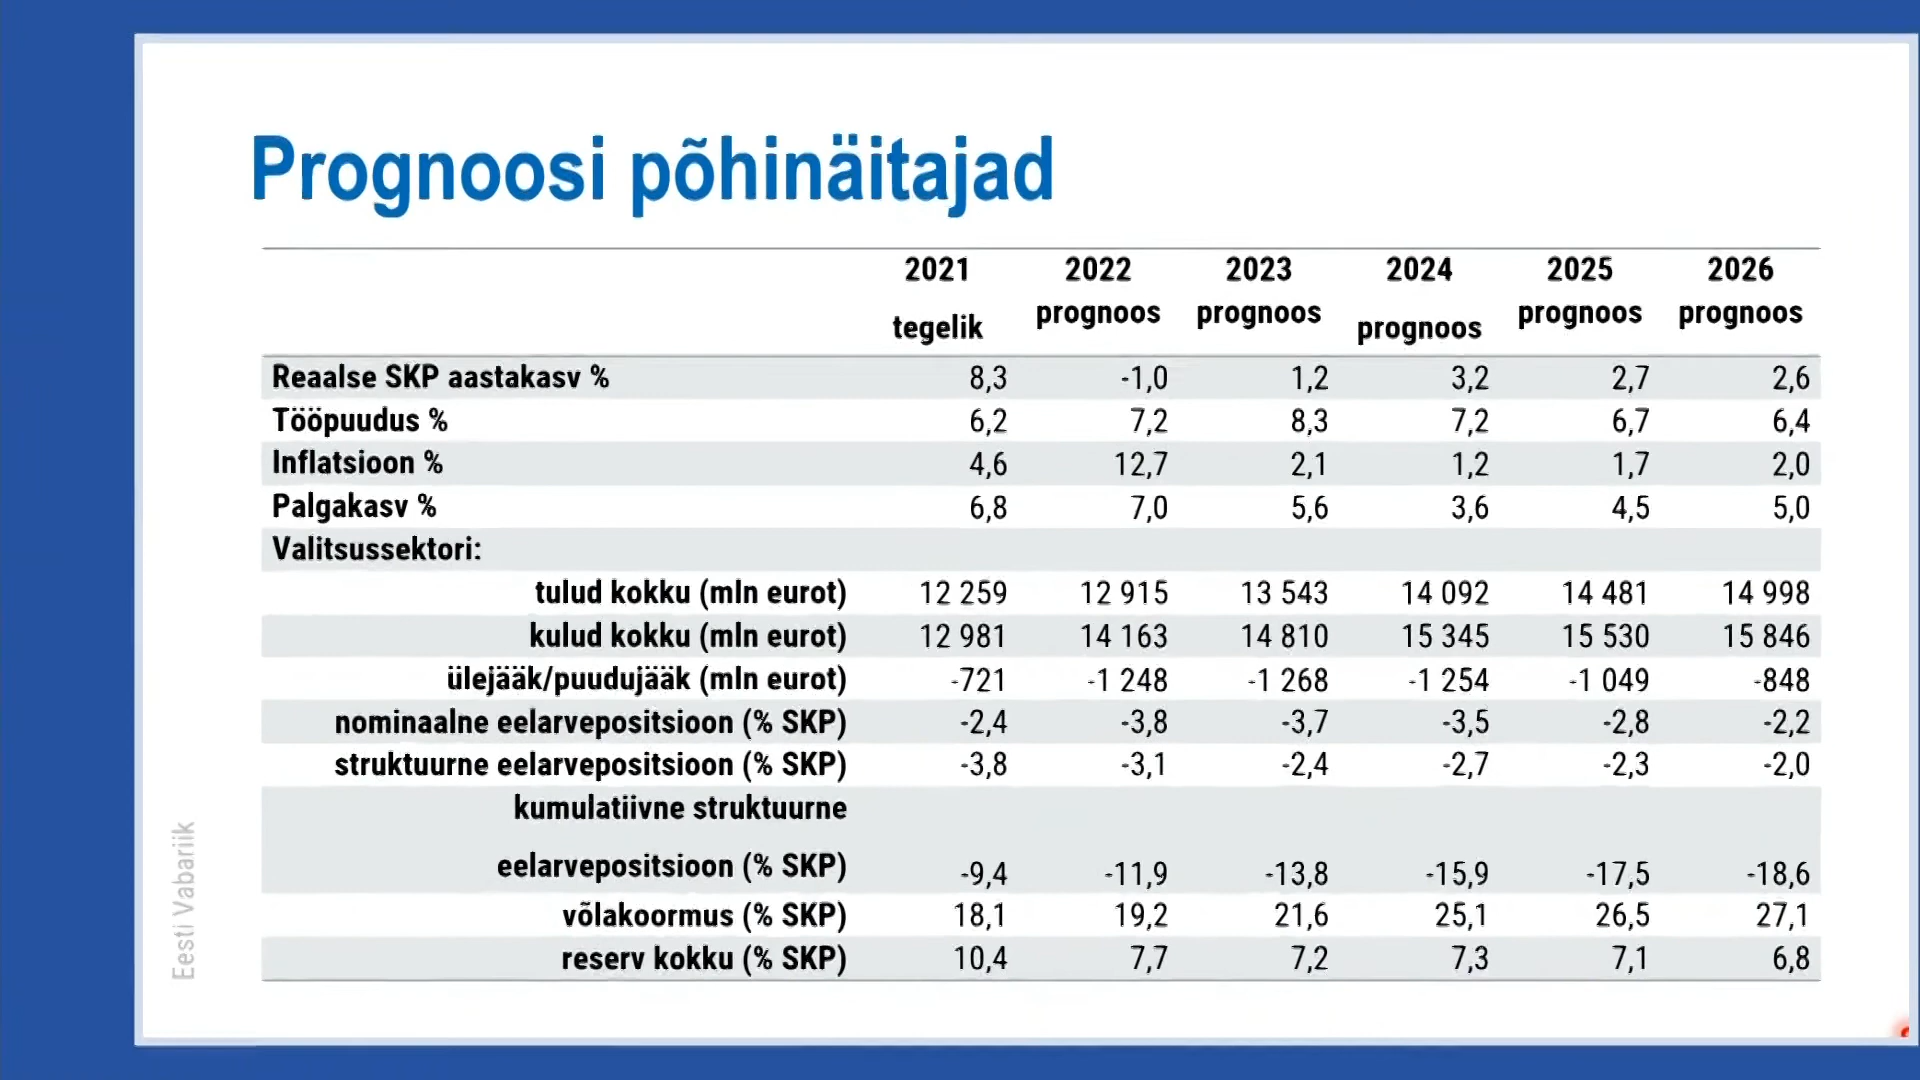 Prognoosi põhinäitajad
2021 2022 2023 2024 2025 2026
tegelik prognoos prognoos prognoos prognoos prognoos
Reaalse SKP aastakasv % 8,3 -1,0 1,2 3,2 2,7 2,6
Tööpuudus % 6,2 7,2 8,3 7,2 6,7 6,4
Inflatsioon % 4,6 12,7 2,1 1,2 1,7 2,0
Palgakasv % 6,8 7,0 5,6 3,6 4,5 5,0
Valitsussektori:
tulud kokku (mln eurot) 12 259 12 915 13 543 14 092 14 481 14 998
kulud kokku (mln eurot) 12 981 14 163 14 810 15 345 15 530 15 846
ülejääk/puudujääk (mln eurot) -721 -1 248 -1 268 -1 254 -1 049 -848
nominaalne eelarvepositsioon (% SKP) -2,4 -3,8 -3,7 -3,5 -2,8 -2,2
struktuurne eelarvepositsioon (% SKP) -3,8 -3,1 -2,4 -2,7 -2,3 -2,0
kumulatiivne struktuurne
eelarvepositsioon (% SKP) -9,4 -11,9 -13,8 -15,9 -17,5 -18,6
võlakoormus (% SKP) 18,1 19,2 21,6 25,1 26,5 27,1
reserv kokku (% SKP) 10,4 7,7 7,2 7,3 7,1 6,8
Eesti Vabariik